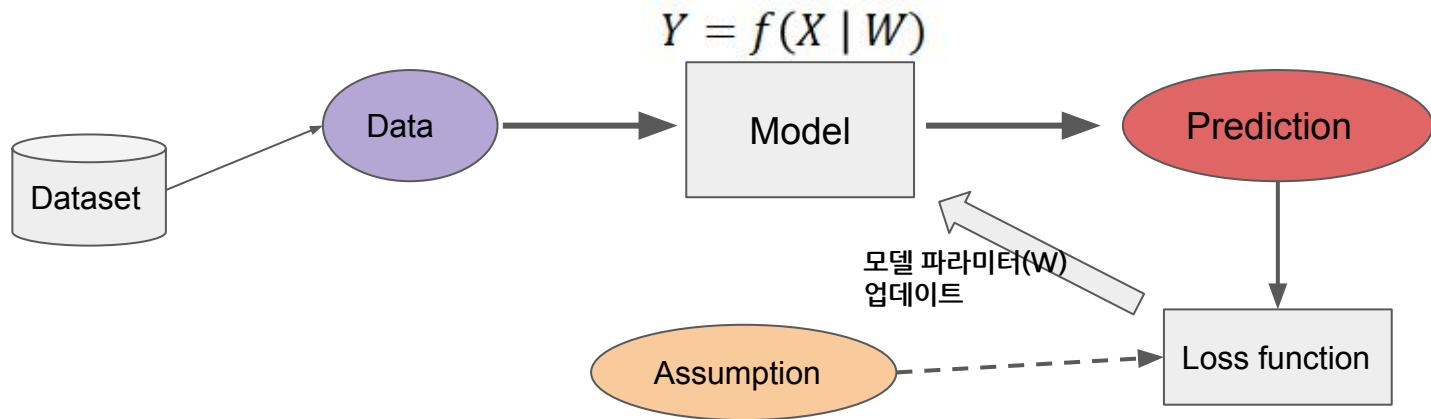 Y = f(X | W)
Data
Model
Prediction
Dataset
모델 파라미터(W)
업데이트
Assumption
Loss function